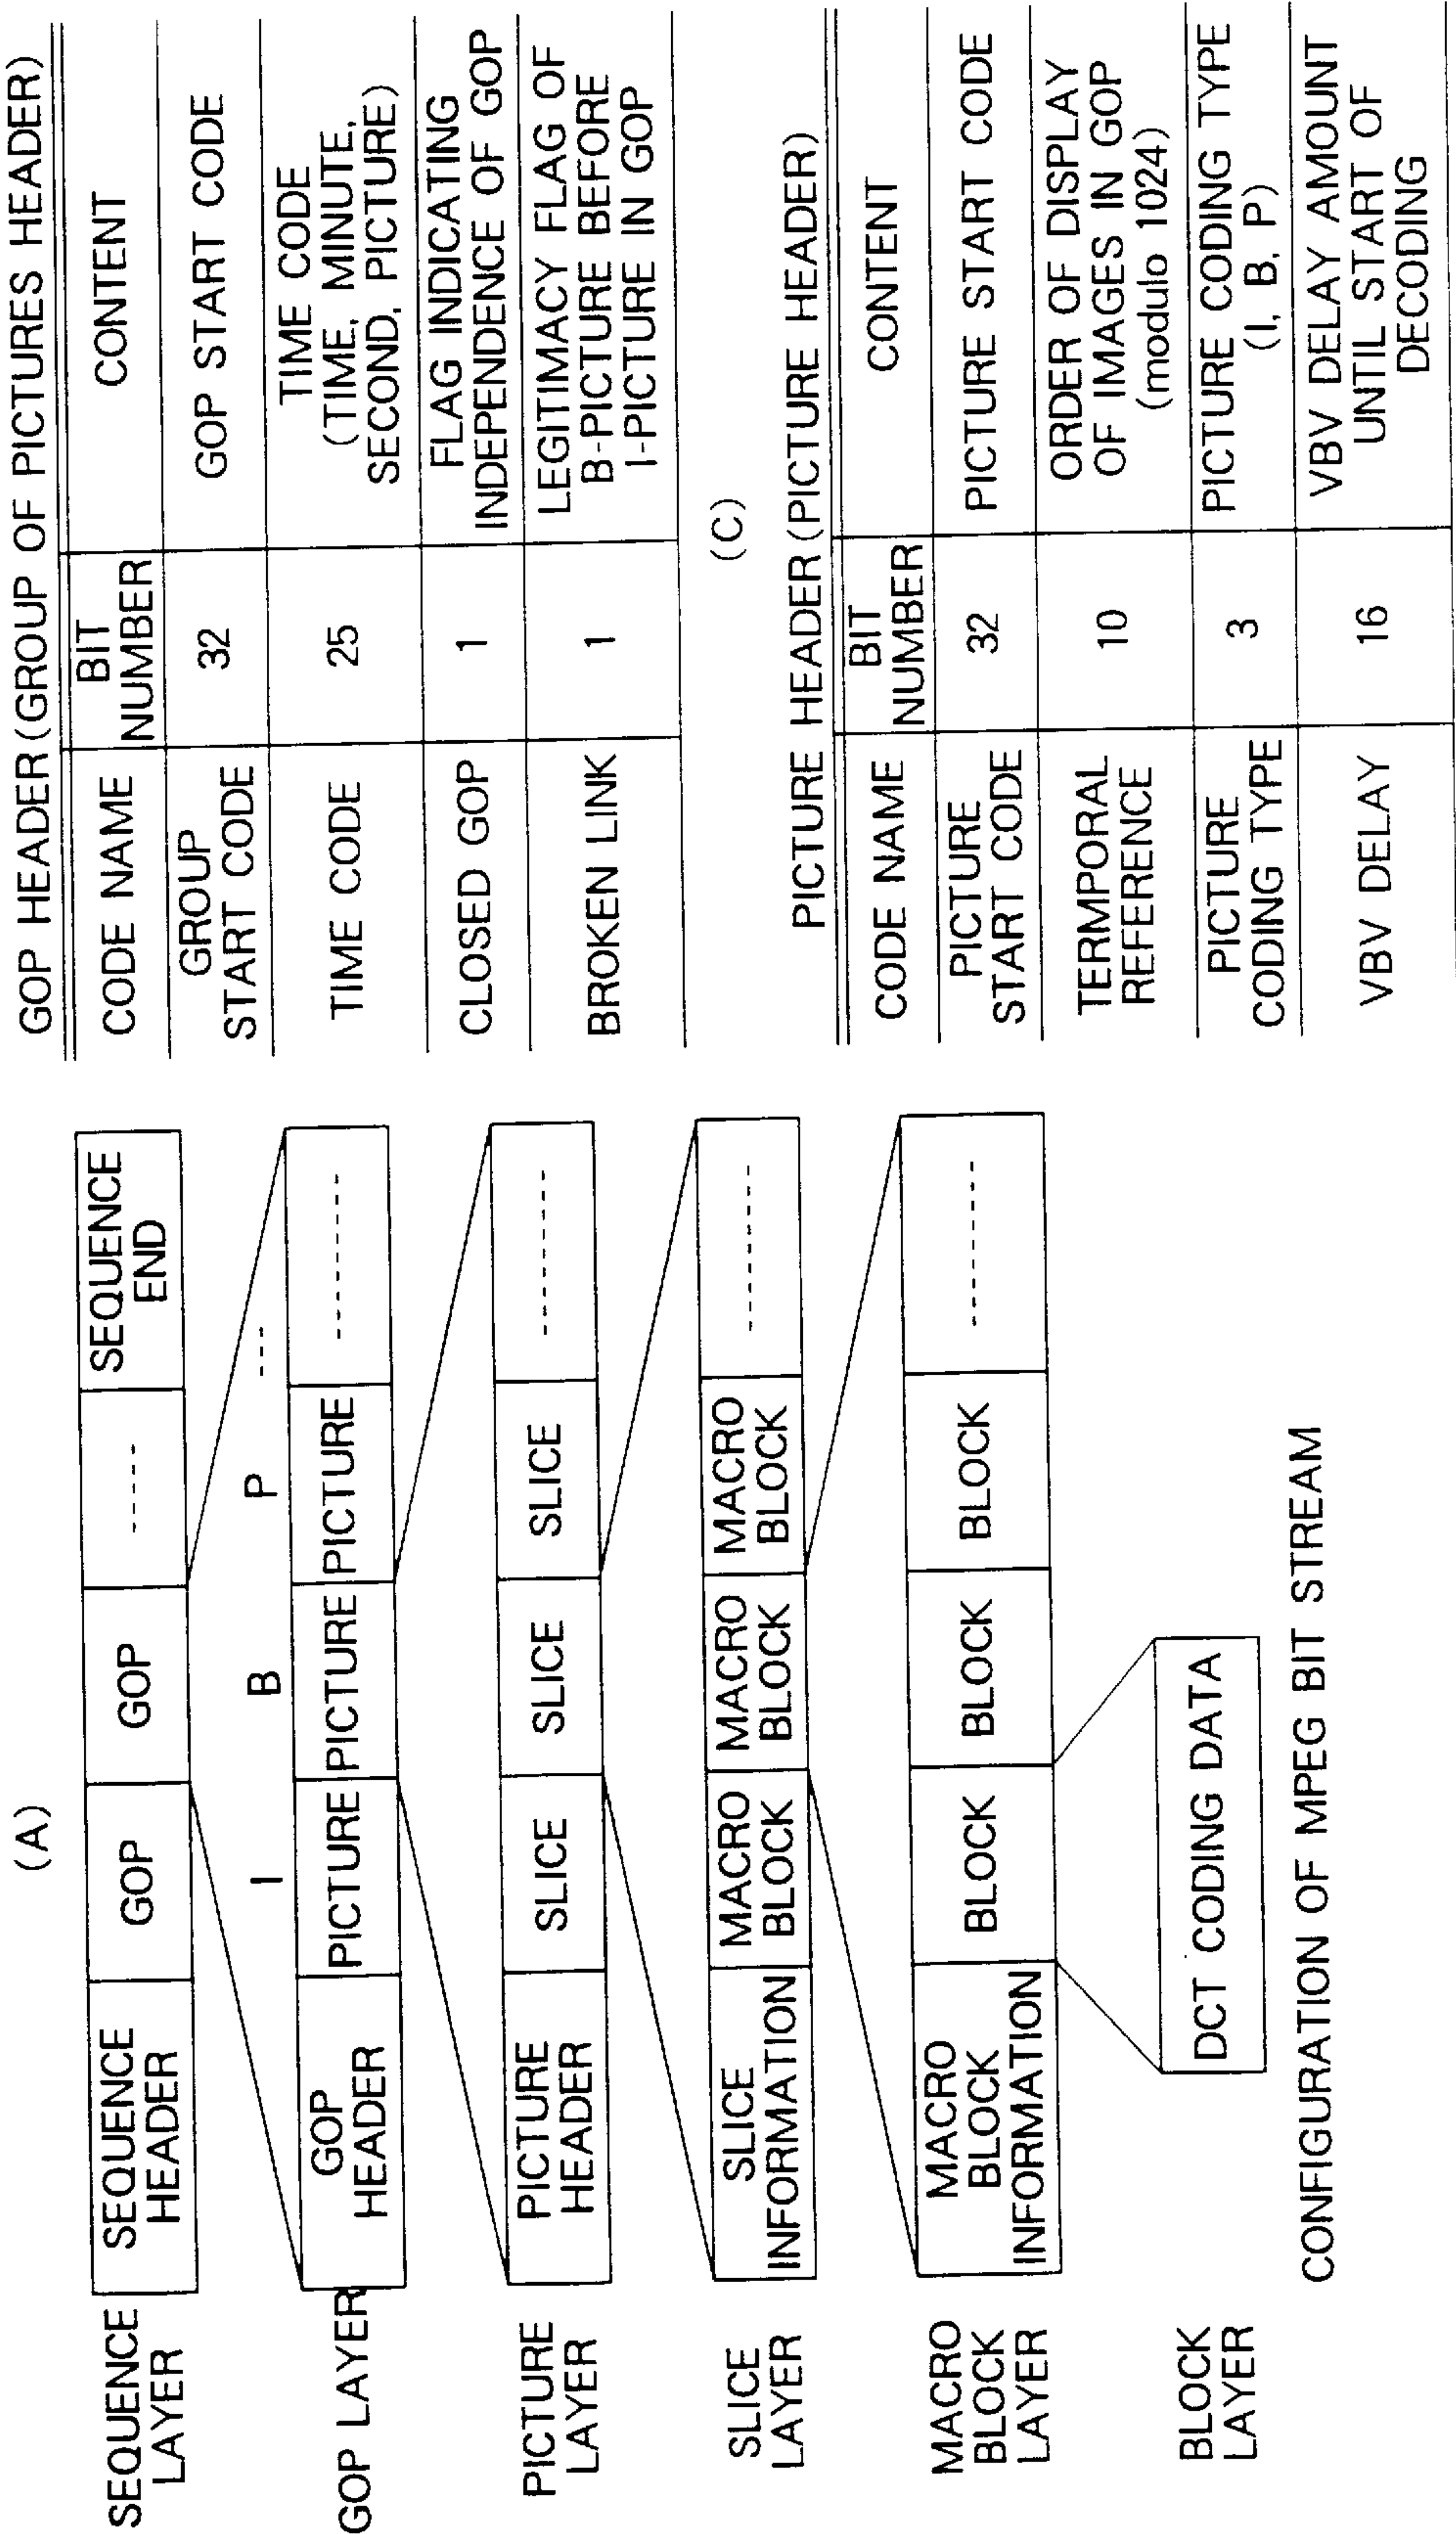 (A)
SEQUENCE
LAYER
SEQUENCE
HEADER
GOP
GOP
-----
SEQUENCE
END
I
B
P
---
GOP LAYER
GOP
HEADER
PICTURE
PICTURE
PICTURE
---------
PICTURE
LAYER
PICTURE
HEADER
SLICE
SLICE
SLICE
---------
SLICE
LAYER
SLICE
INFORMATION
MACRO
BLOCK
MACRO
BLOCK
MACRO
BLOCK
---------
MACRO
BLOCK
LAYER
MACRO
BLOCK
INFORMATION
BLOCK
BLOCK
BLOCK
---------
BLOCK
LAYER
DCT CODING DATA
CONFIGURATION OF MPEG BIT STREAM
GOP HEADER(GROUP OF PICTURES HEADER)
CODE NAME
BIT
NUMBER
CONTENT
GROUP
START CODE
32
GOP START CODE
TIME CODE
25
TIME CODE
(TIME, MINUTE,
SECOND, PICTURE)
CLOSED GOP
1
FLAG INDICATING
INDEPENDENCE OF GOP
BROKEN LINK
1
LEGITIMACY FLAG OF
B-PICTURE BEFORE
I-PICTURE IN GOP
(C)
PICTURE HEADER(PICTURE HEADER)
CODE NAME
BIT
NUMBER
CONTENT
PICTURE
START CODE
32
PICTURE START CODE
TERMPORAL
REFERENCE
10
ORDER OF DISPLAY
OF IMAGES IN GOP
(modulo 1024)
PICTURE
CODING TYPE
3
PICTURE CODING TYPE
(I, B, P)
VBV DELAY
16
VBV DELAY AMOUNT
UNTIL START OF
DECODING